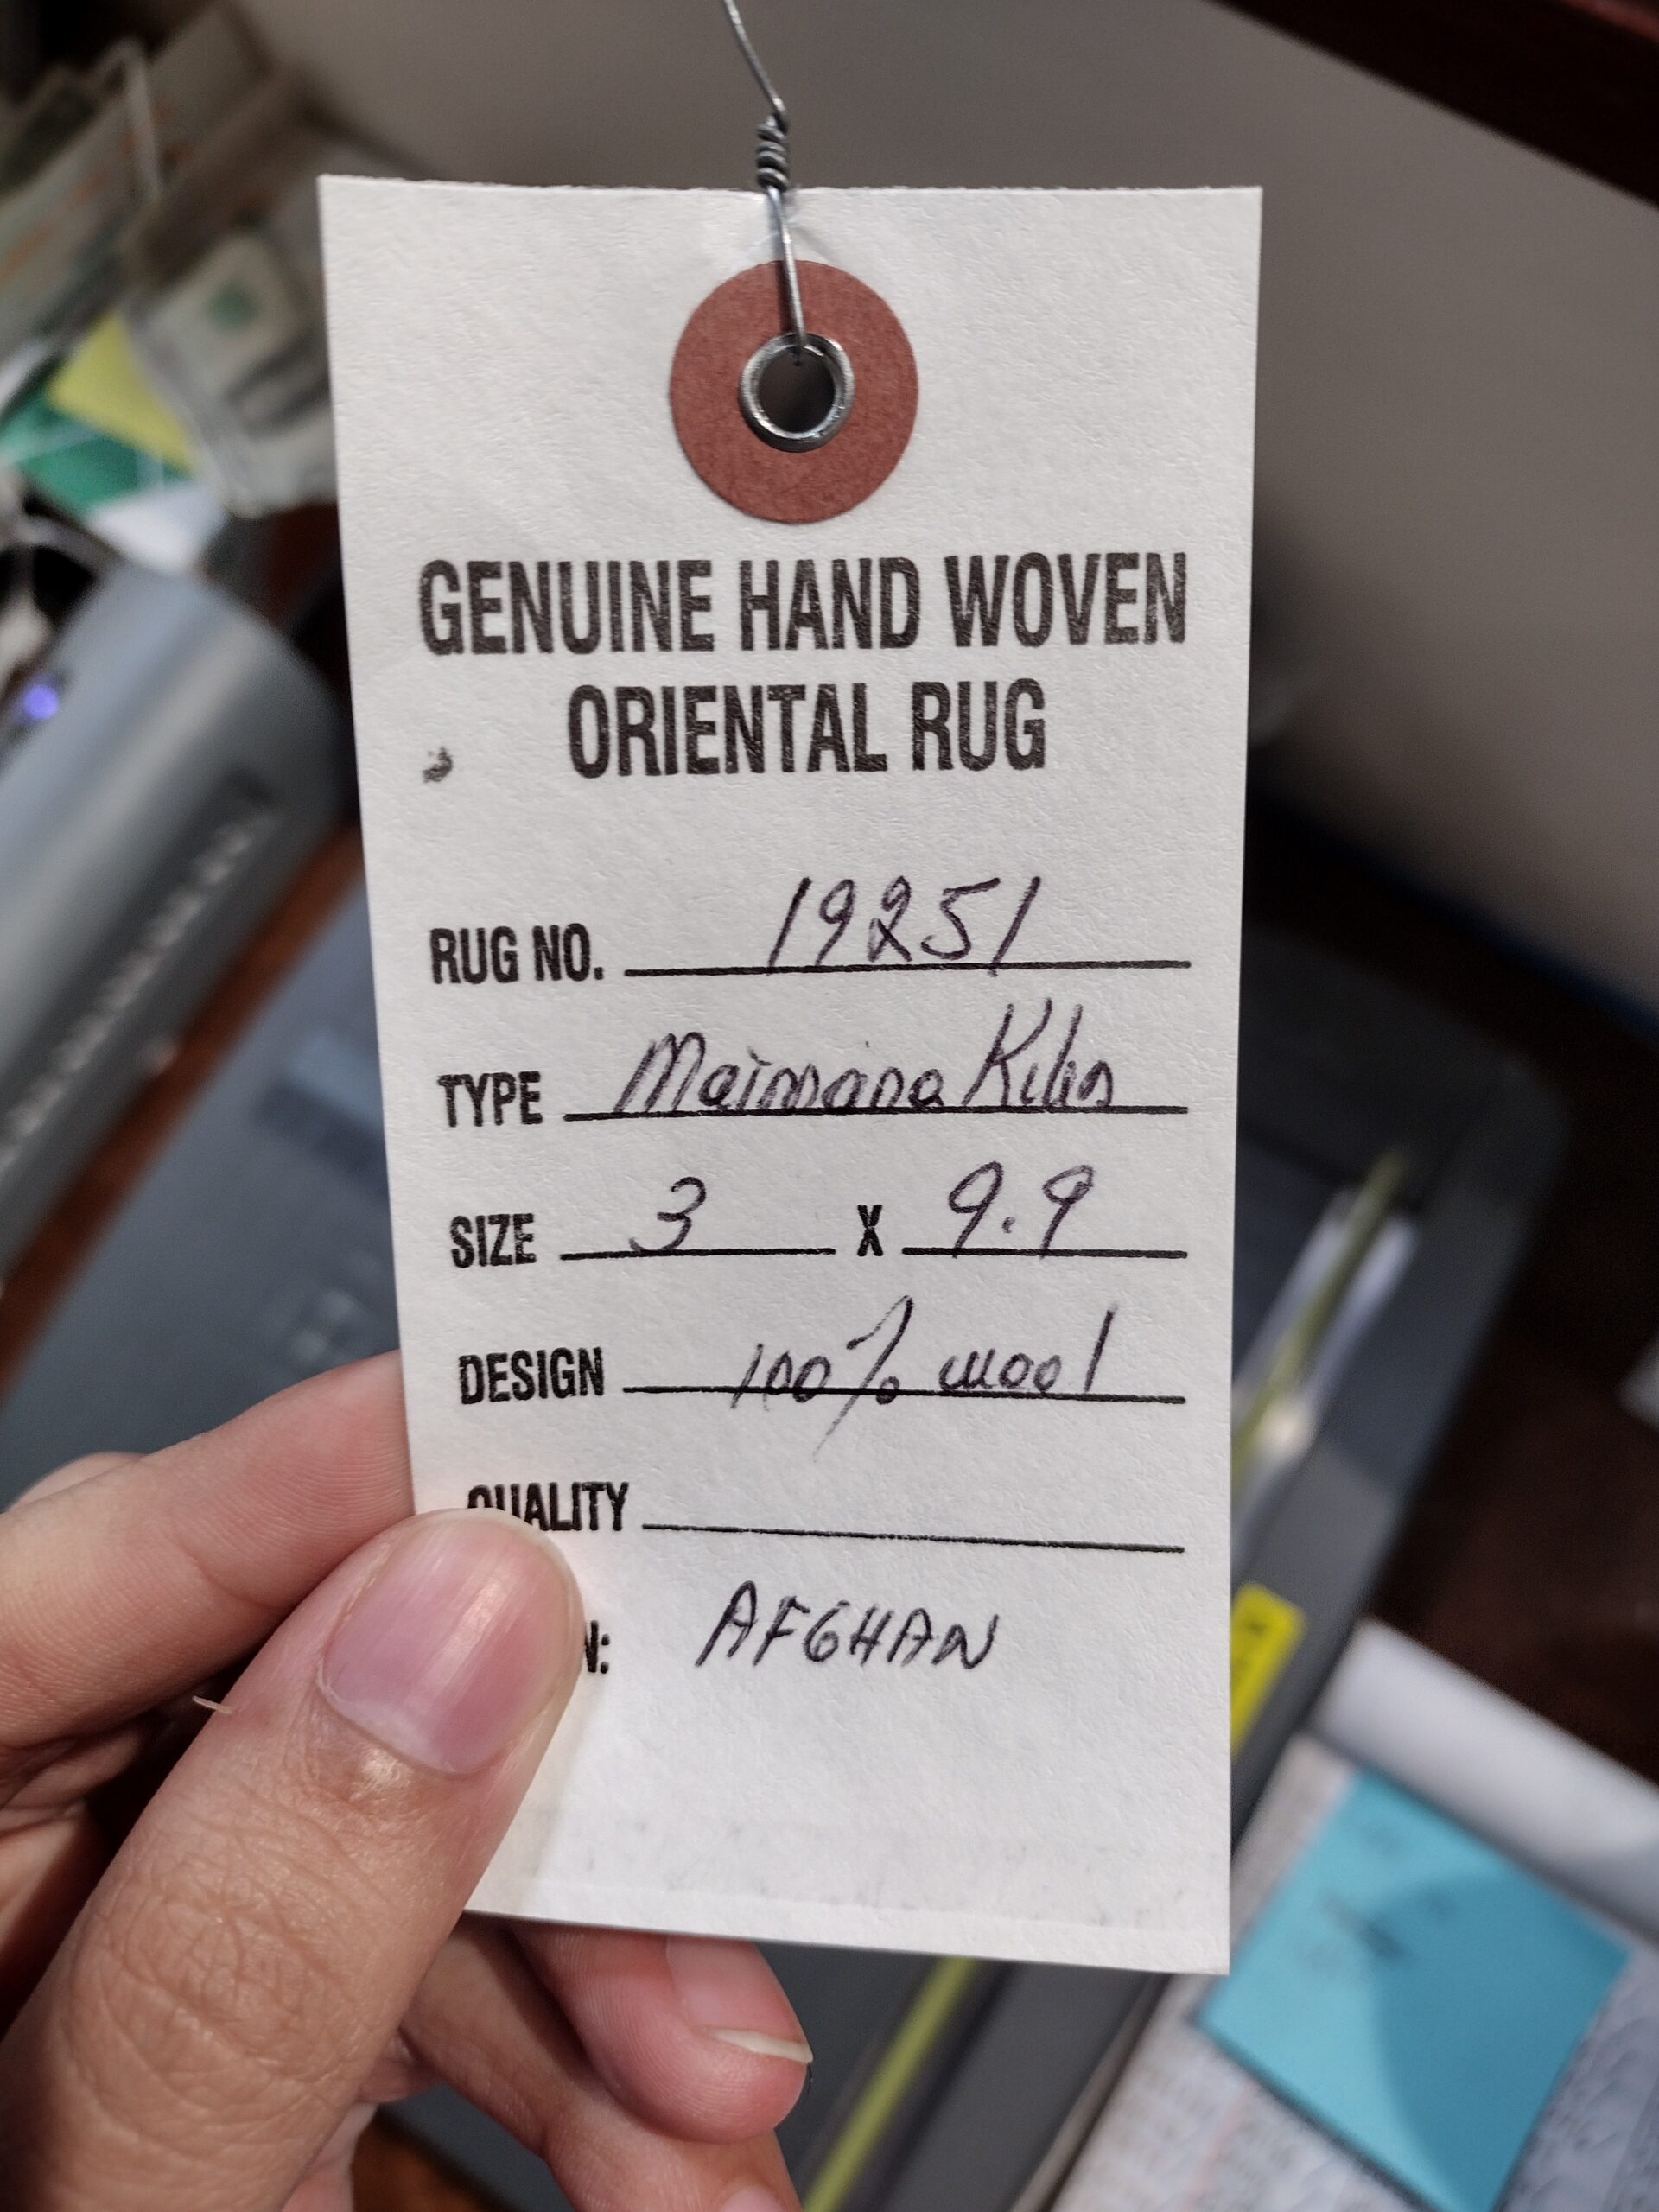 GENUINE HAND WOVEN
ORIENTAL RUG
RUG NO. 19251
TYPE Maimana Kilin
SIZE 3 X 9.9
DESIGN 100% wool
QUALITY
N: AFGHAN